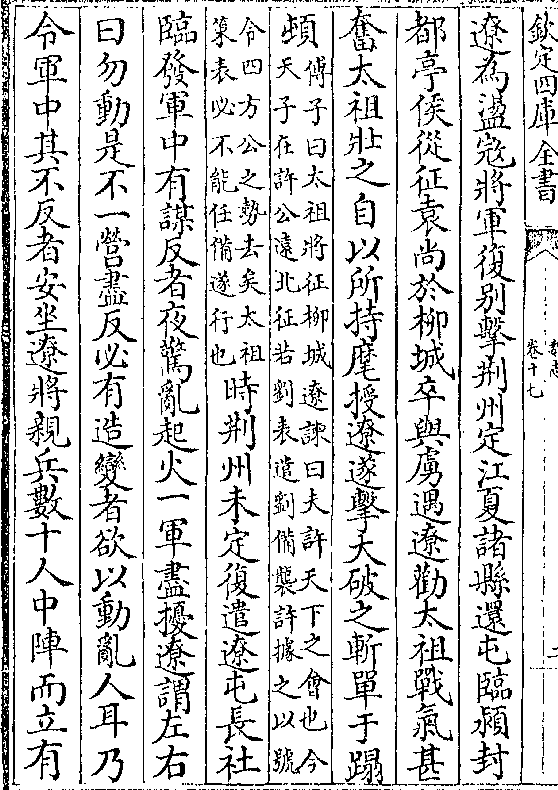 欽定四庫全書
魏志
卷十七
遼為盪㓂將軍復别擊荆州定江夏諸縣還屯臨潁封
都亭侯從征袁尚於柳城卒與虜遇遼勸太祖戰氣甚
奮太祖壯之自以所持麾授遼遂擊大破之斬單于蹋
頓
傅子曰太祖將征柳城遼諫曰夫許天下之會也今
天子在許公遠北征若劉表遣劉備襲許據之以號
令四方公之勢去矣太祖
䇿表必不能任備遂行也
時荆州未定復遣遼屯長社
臨發軍中有謀反者夜驚亂起火一軍盡擾遼謂左右
曰勿動是不一營盡反必有造變者欲以動亂人耳乃
令軍中其不反者安坐遼將親兵數十人中陣而立有